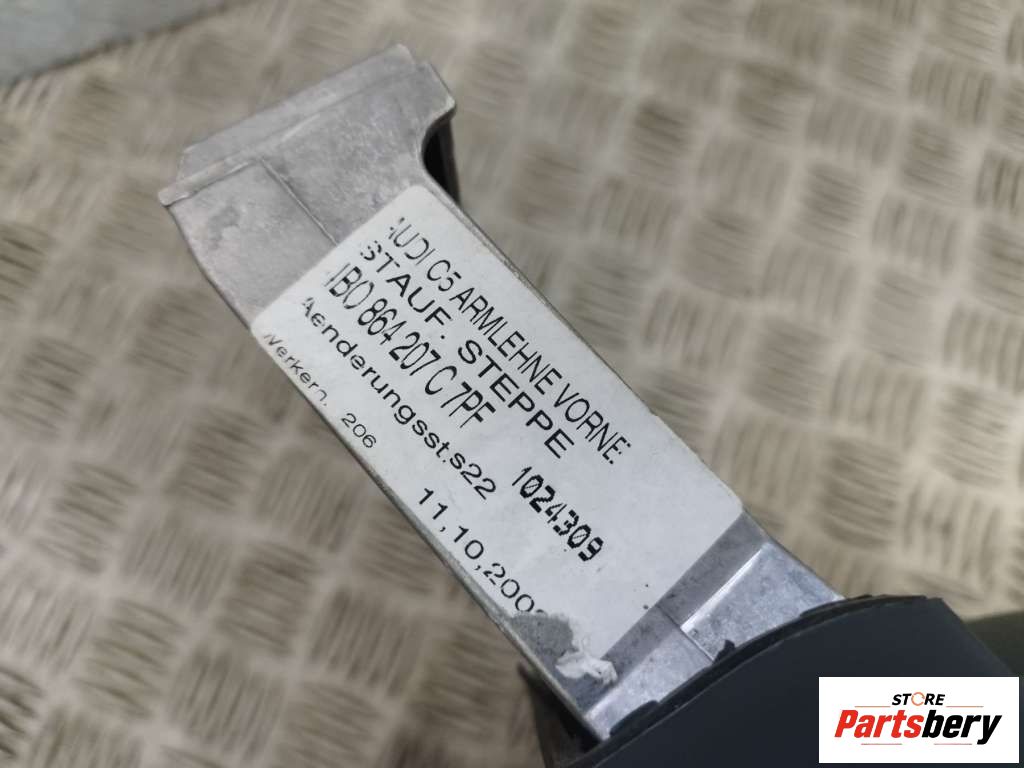 AUDI C5 ARMLEHNE VORNE:
STAUF. STEPPE
4B0 864 207 C 7PF
Aenderungsst.s22 1024309
Werkern. 206 11,10,200
STORE
Partsbery